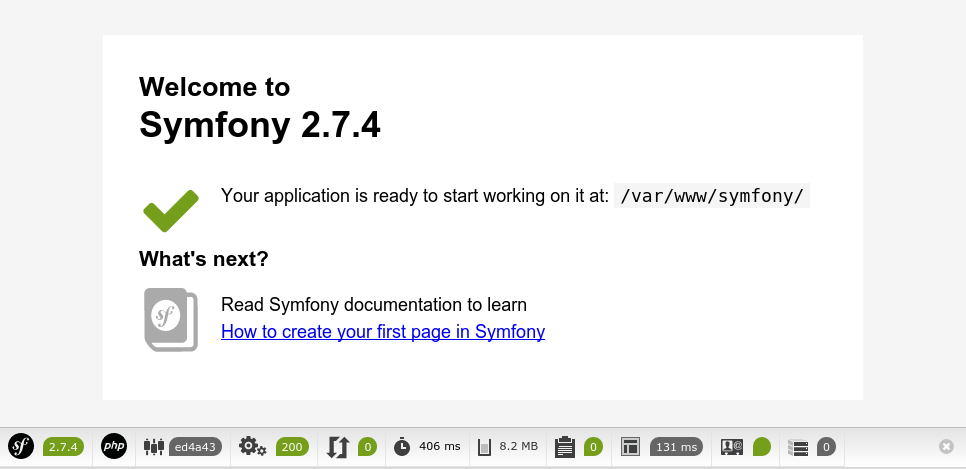 Welcome to
Symfony 2.7.4
Your application is ready to start working on it at: /var/www/symfony/
What's next?
sf
Read Symfony documentation to learn
How to create your first page in Symfony
sf 2.7.4 php ed4a43 200 0 406 ms 8.2 MB 0 131 ms @ 0